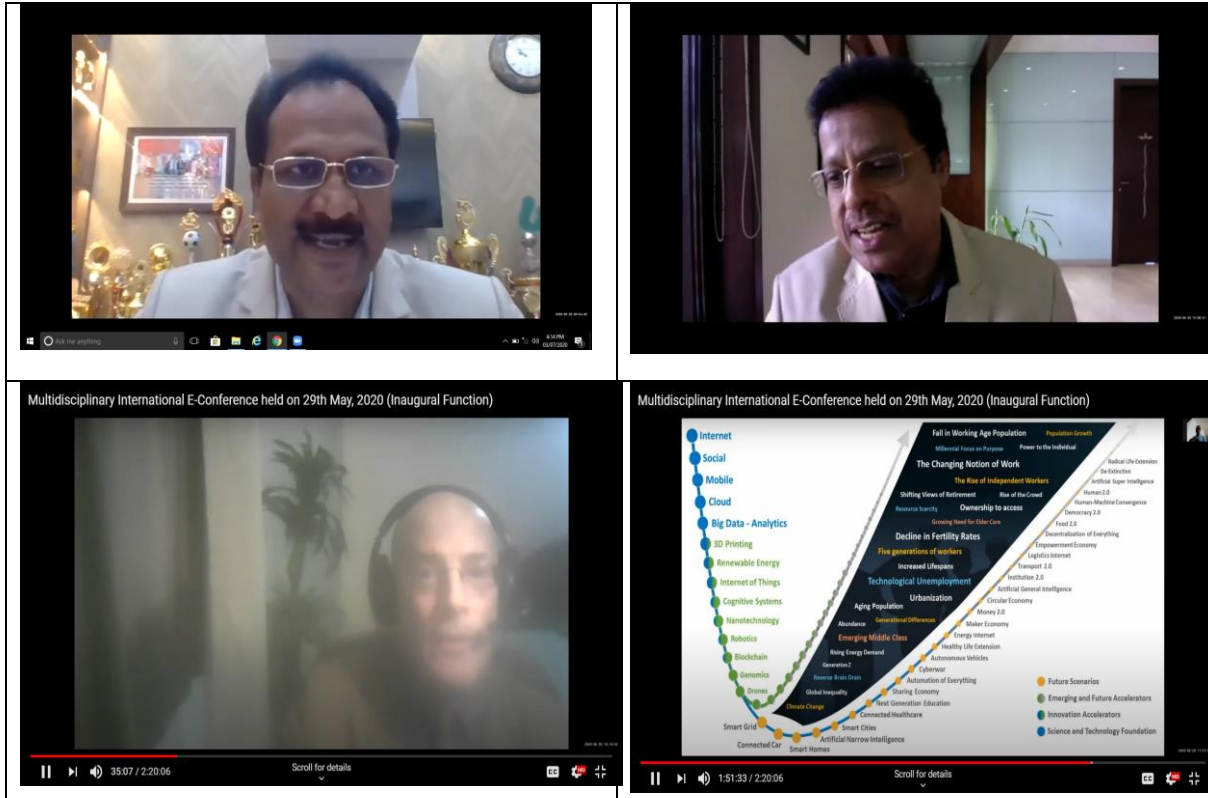 Ask me anything
4:14 PM
03/07/2020
Multidisciplinary International E-Conference held on 29th May, 2020 (Inaugural Function)
35:07 / 2:20:06
Scroll for details
CC
HD
Multidisciplinary International E-Conference held on 29th May, 2020 (Inaugural Function)
Internet
Social
Mobile
Cloud
Big Data - Analytics
3D Printing
Renewable Energy
Internet of Things
Cognitive Systems
Nanotechnology
Robotics
Blockchain
Genomics
Drones
Smart Grid
Connected Car
Smart Homes
Artificial Narrow Intelligence
Smart Cities
Connected Healthcare
Next Generation Education
Sharing Economy
Automation of Everything
Cyberwar
Autonomous Vehicles
Healthy Life Extension
Energy Internet
Maker Economy
Money 2.0
Circular Economy
Artificial General Intelligence
Institution 2.0
Transport 2.0
Logistics Internet
Empowerment Economy
Decentralization of Everything
Food 2.0
Democracy 2.0
Human-Machine Convergence
Human 2.0
Artificial Super Intelligence
De-Extinction
Radical Life Extension
Fall in Working Age Population
Population Growth
Millennial Focus on Purpose
Power to the Individual
The Changing Notion of Work
The Rise of Independent Workers
Shifting Views of Retirement
Rise of the Crowd
Resource Scarcity
Ownership to access
Growing Need for Elder Care
Decline in Fertility Rates
Five generations of workers
Increased Lifespans
Technological Unemployment
Urbanization
Aging Population
Abundance
Generational Differences
Emerging Middle Class
Rising Energy Demand
Generation Z
Reverse Brain Drain
Global Inequality
Climate Change
Future Scenarios
Emerging and Future Accelerators
Innovation Accelerators
Science and Technology Foundation
1:51:33 / 2:20:06
Scroll for details
CC
HD